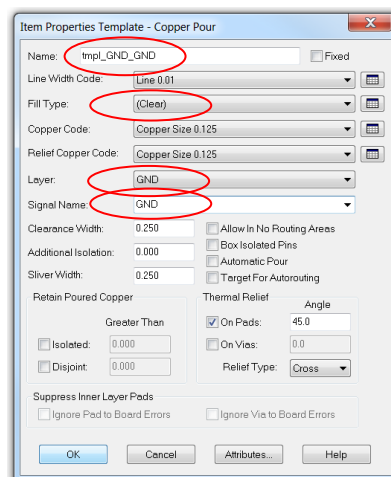 Item Properties Template - Copper Pour
Name: tmpl_GND_GND Fixed
Line Width Code: Line 0.01
Fill Type: (Clear)
Copper Code: Copper Size 0.125
Relief Copper Code: Copper Size 0.125
Layer: GND
Signal Name: GND
Clearance Width: 0.250 Allow In No Routing Areas
Additional Isolation: 0.000 Box Isolated Pins
Automatic Pour
Sliver Width: 0.250 Target For Autorouting
Retain Poured Copper Thermal Relief
Greater Than Angle
Isolated: 0.000 On Pads: 45.0
Disjoint: 0.000 On Vias: 0.0
Relief Type: Cross
Suppress Inner Layer Pads
Ignore Pad to Board Errors Ignore Via to Board Errors
OK Cancel Attributes... Help